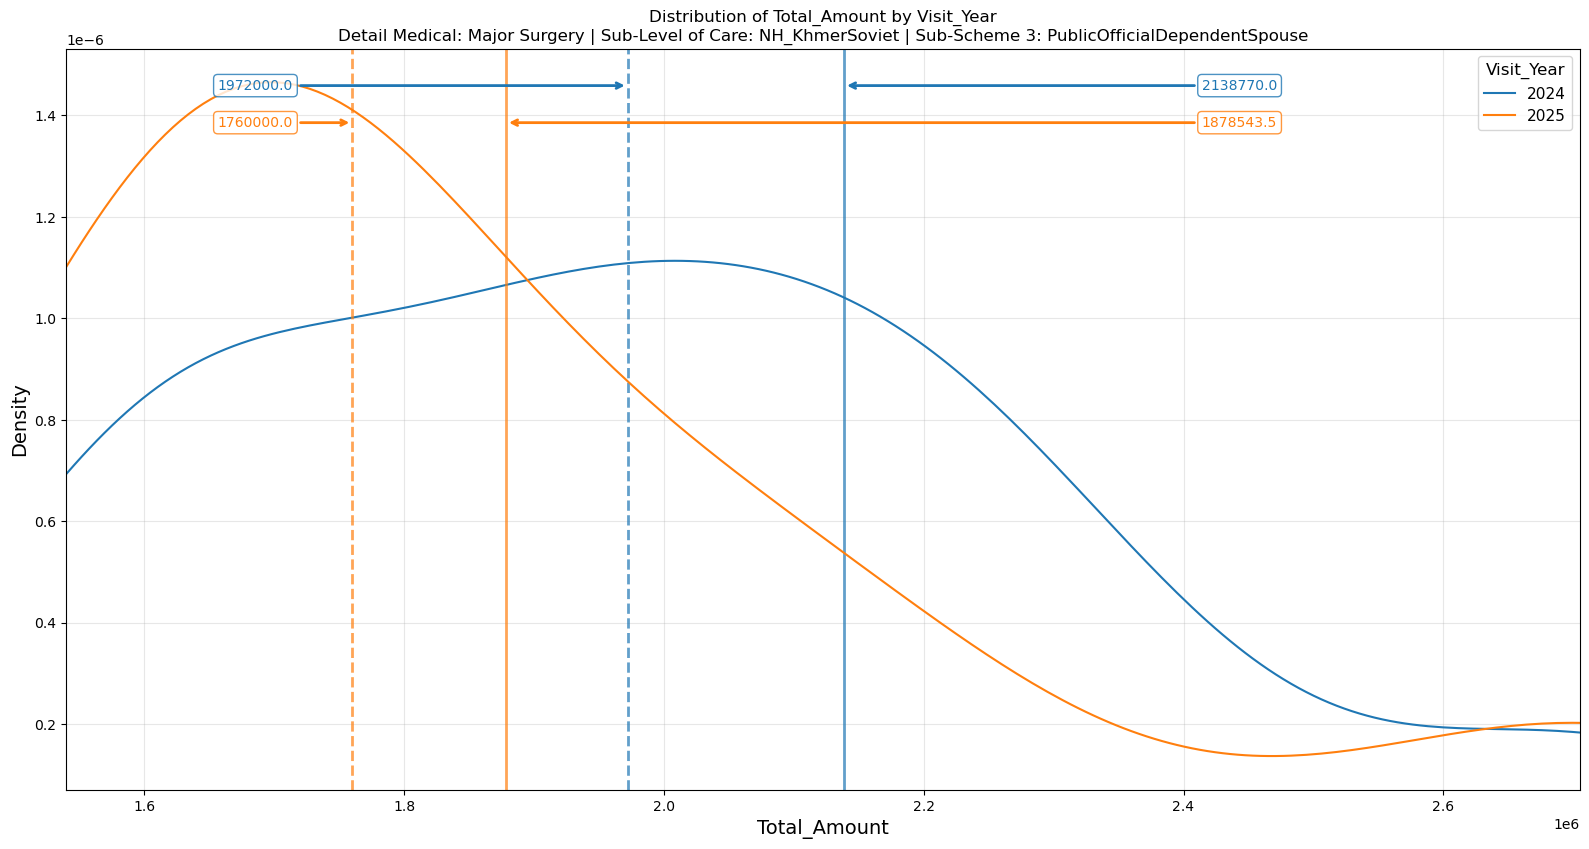 Distribution of Total_Amount by Visit_Year
Detail Medical: Major Surgery | Sub-Level of Care: NH_KhmerSoviet | Sub-Scheme 3: PublicOfficialDependentSpouse
1e−6
1972000.0
2138770.0
1760000.0
1878543.5
Visit_Year
2024
2025
1.4
1.2
1.0
0.8
0.6
0.4
0.2
Density
1.6
1.8
2.0
2.2
2.4
2.6
1e6
Total_Amount